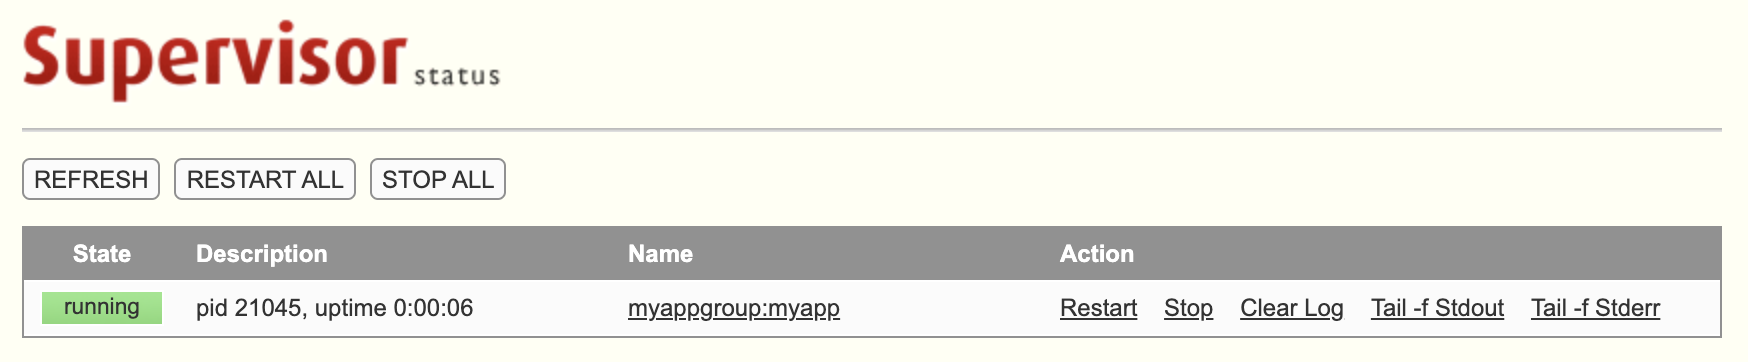 Supervisor status
REFRESH RESTART ALL STOP ALL
State Description Name Action
running pid 21045, uptime 0:00:06 myappgroup:myapp Restart Stop Clear Log Tail -f Stdout Tail -f Stderr